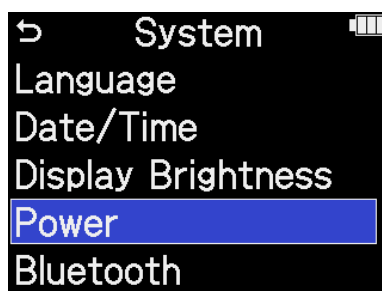 System
Language
Date/Time
Display Brightness
Power
Bluetooth